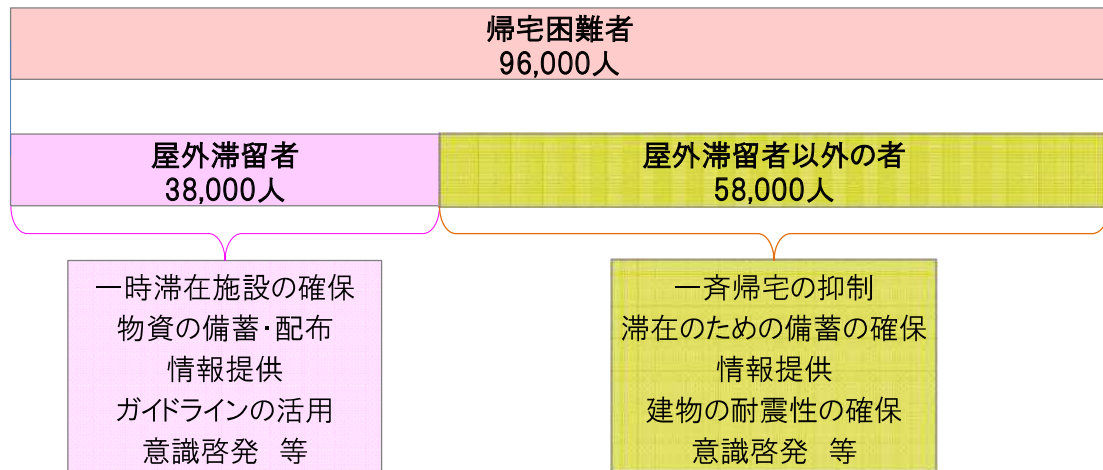 帰宅困難者
96,000人
屋外滞留者
38,000人
屋外滞留者以外の者
58,000人
一時滞在施設の確保
物資の備蓄・配布
情報提供
ガイドラインの活用
意識啓発　等
一斉帰宅の抑制
滞在のための備蓄の確保
情報提供
建物の耐震性の確保
意識啓発　等